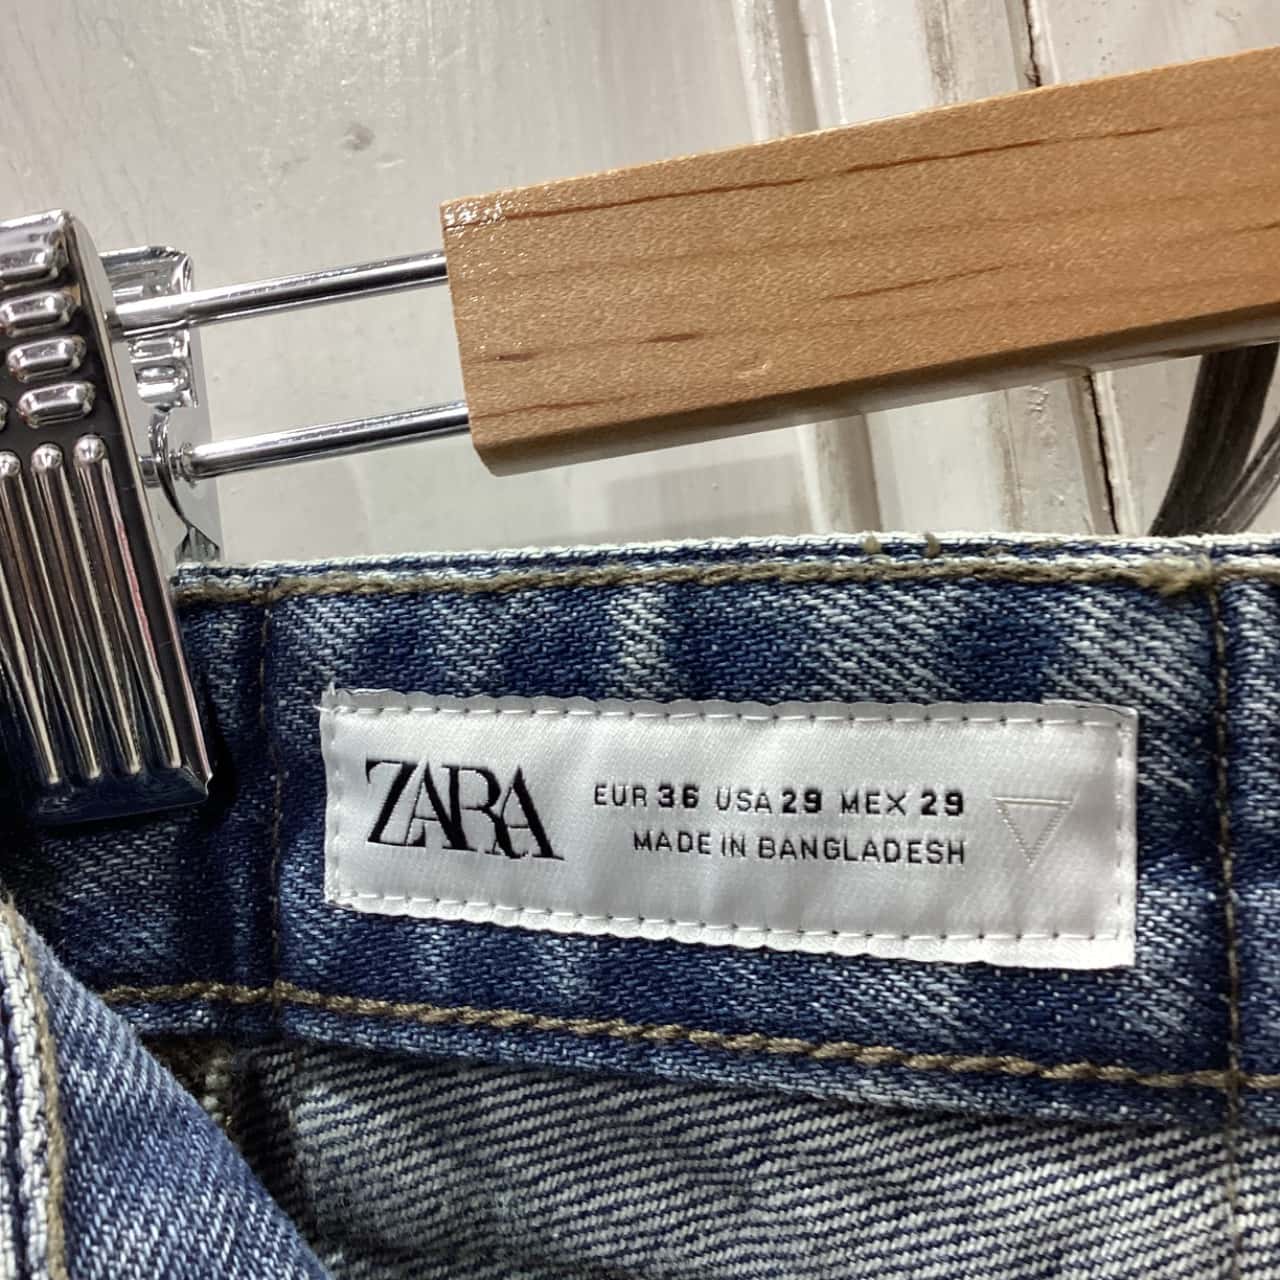 ZARA
EUR 36 USA 29 MEX 29
MADE IN BANGLADESH